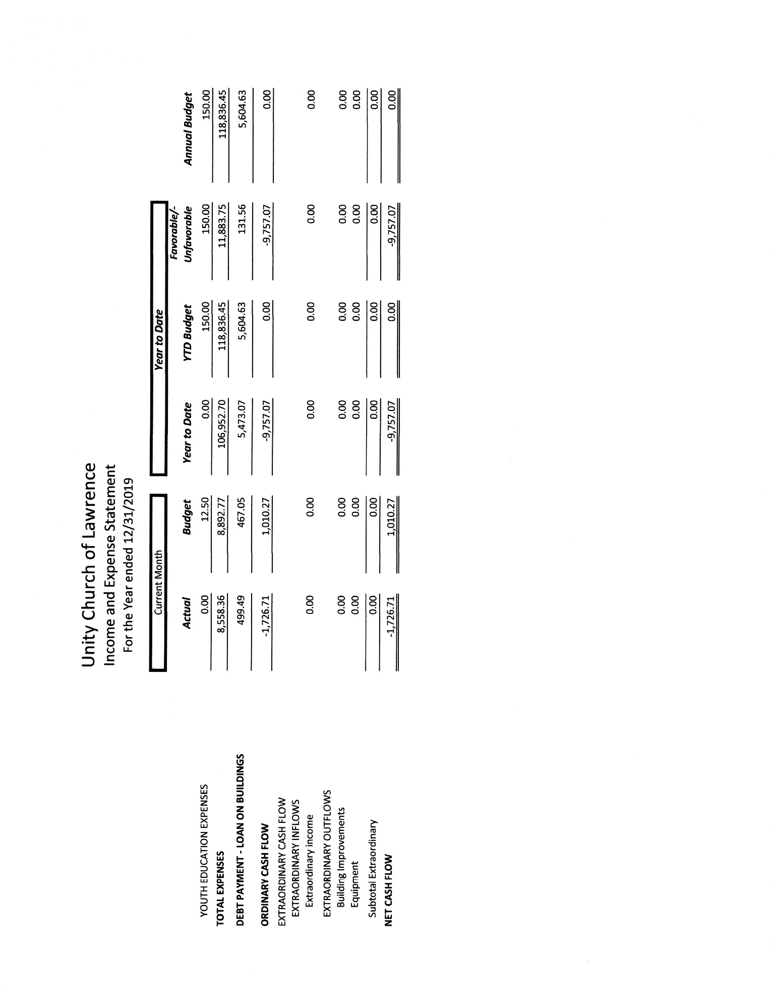 Unity Church of Lawrence
Income and Expense Statement
For the Year ended 12/31/2019
Current Month Year to Date
Favorable/-
Actual Budget Year to Date YTD Budget Unfavorable Annual Budget
YOUTH EDUCATION EXPENSES 0.00 12.50 0.00 150.00 150.00 150.00
TOTAL EXPENSES 8,558.36 8,892.77 106,952.70 118,836.45 11,883.75 118,836.45
DEBT PAYMENT - LOAN ON BUILDINGS 499.49 467.05 5,473.07 5,604.63 131.56 5,604.63
ORDINARY CASH FLOW -1,726.71 1,010.27 -9,757.07 0.00 -9,757.07 0.00
EXTRAORDINARY CASH FLOW
EXTRAORDINARY INFLOWS
Extraordinary income 0.00 0.00 0.00 0.00 0.00 0.00
EXTRAORDINARY OUTFLOWS
Building Improvements 0.00 0.00 0.00 0.00 0.00 0.00
Equipment 0.00 0.00 0.00 0.00 0.00 0.00
Subtotal Extraordinary 0.00 0.00 0.00 0.00 0.00 0.00
NET CASH FLOW -1,726.71 1,010.27 -9,757.07 0.00 -9,757.07 0.00